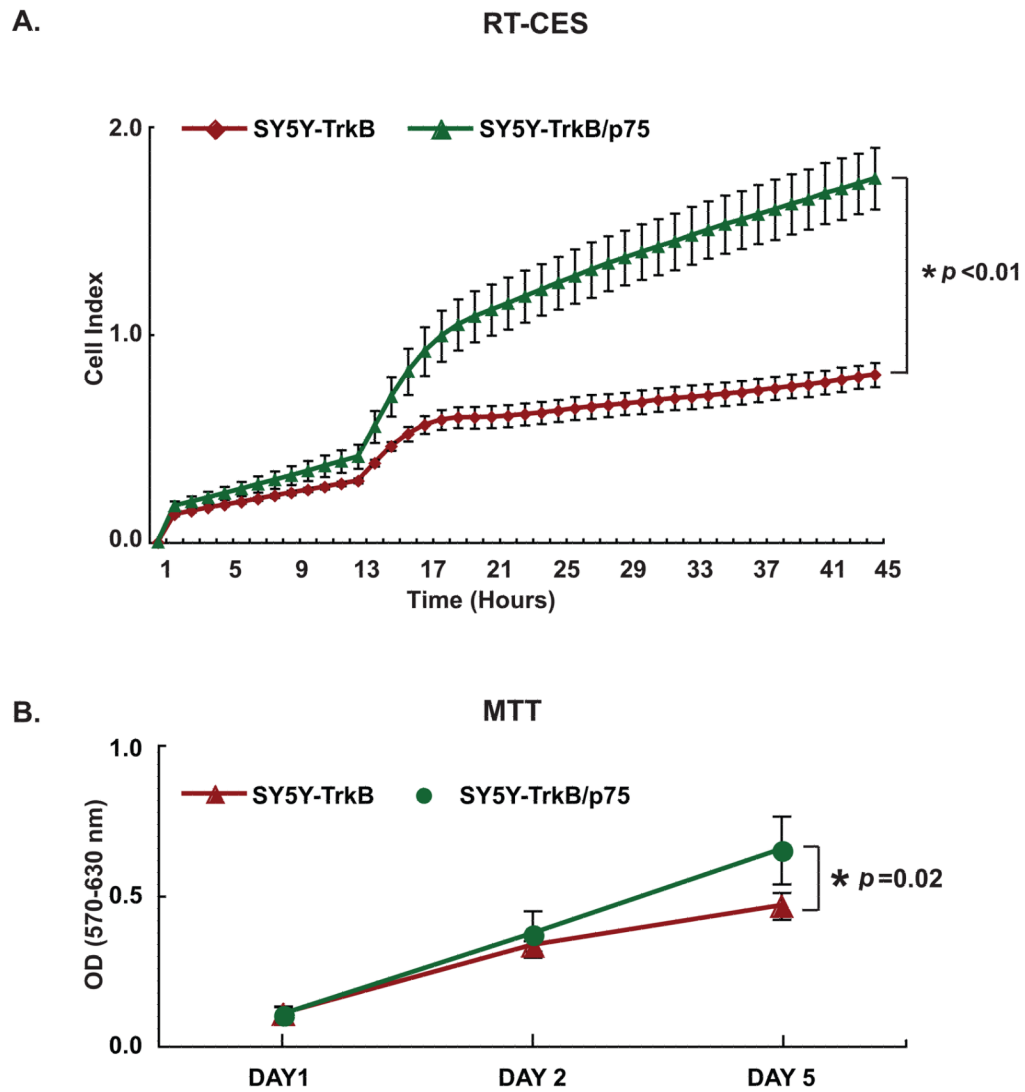 A.
RT-CES
SY5Y-TrkB SY5Y-TrkB/p75
2.0
1.0
0.0
Cell Index
* p <0.01
1 5 9 13 17 21 25 29 33 37 41 45
Time (Hours)
B.
MTT
SY5Y-TrkB SY5Y-TrkB/p75
1.0
0.5
0.0
OD (570-630 nm)
* p=0.02
DAY1 DAY 2 DAY 5